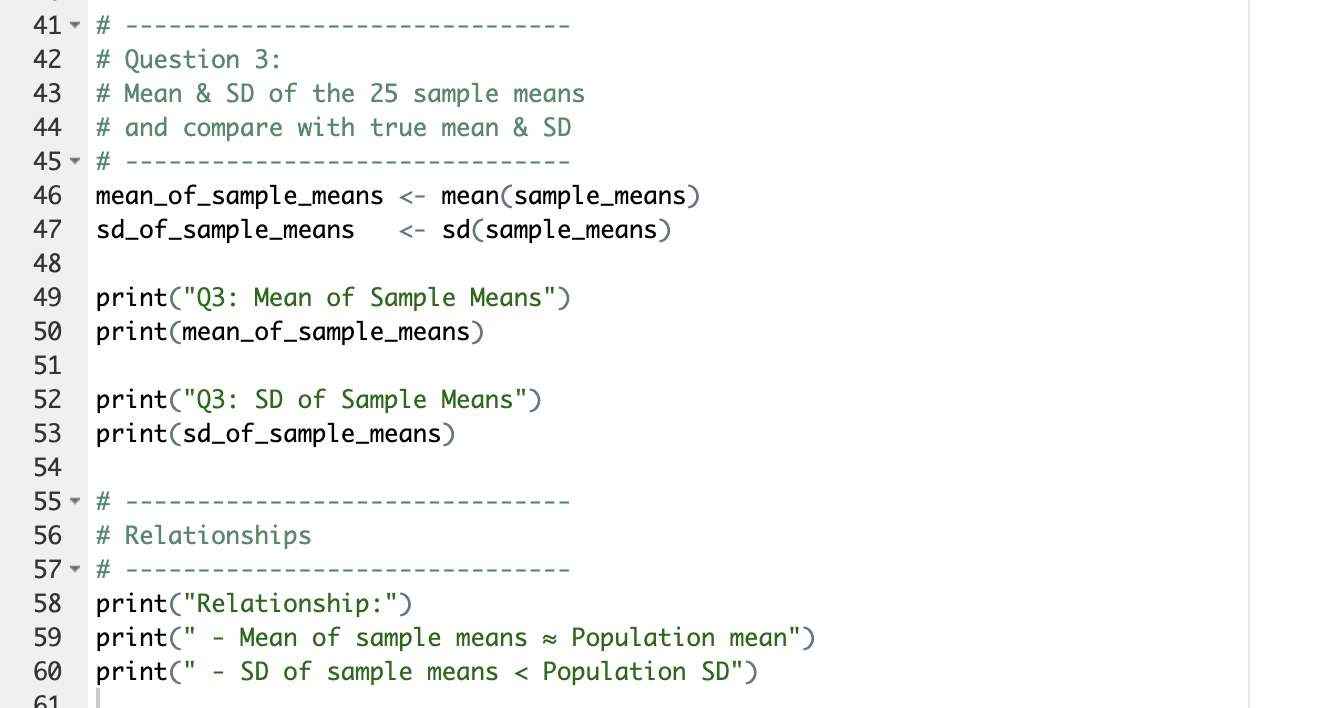 41 # -------------------------------
42 # Question 3:
43 # Mean & SD of the 25 sample means
44 # and compare with true mean & SD
45 # -------------------------------
46 mean_of_sample_means <- mean(sample_means)
47 sd_of_sample_means   <- sd(sample_means)
48
49 print("Q3: Mean of Sample Means")
50 print(mean_of_sample_means)
51
52 print("Q3: SD of Sample Means")
53 print(sd_of_sample_means)
54
55 # -------------------------------
56 # Relationships
57 # -------------------------------
58 print("Relationship:")
59 print(" - Mean of sample means ≈ Population mean")
60 print(" - SD of sample means < Population SD")
61